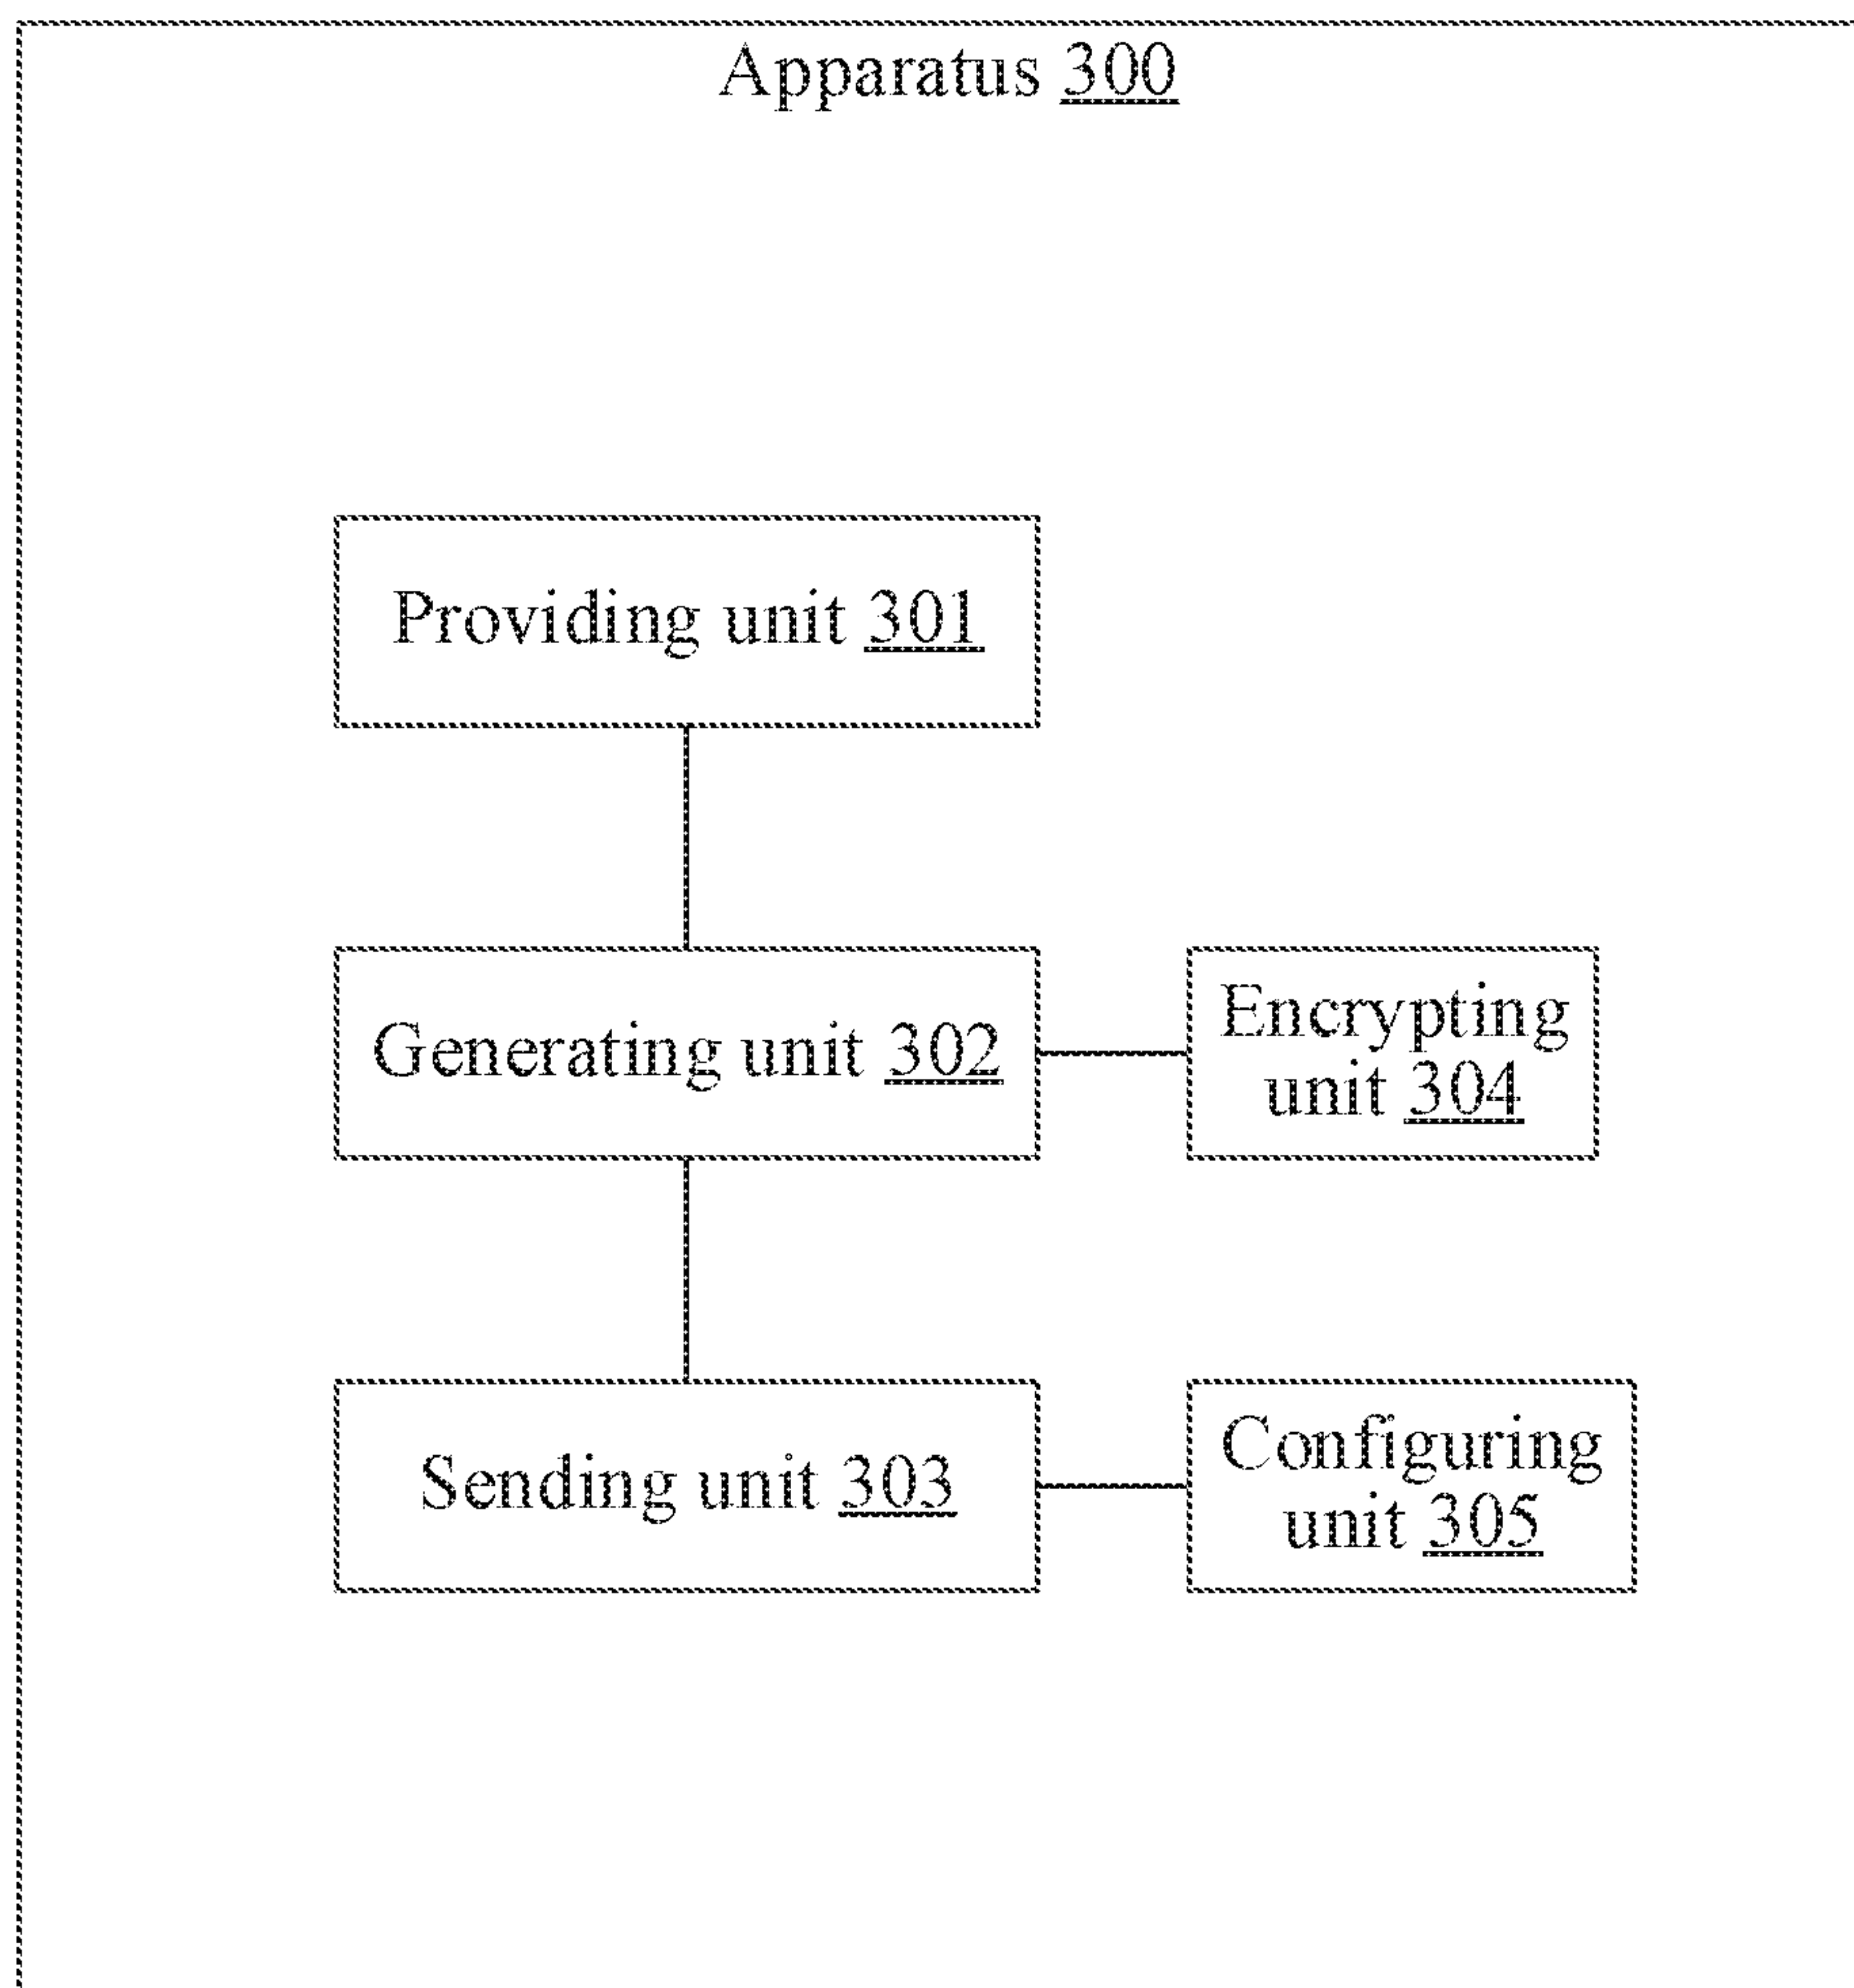 Apparatus 300
Providing unit 301
Generating unit 302
Encrypting
unit 304
Sending unit 303
Configuring
unit 305